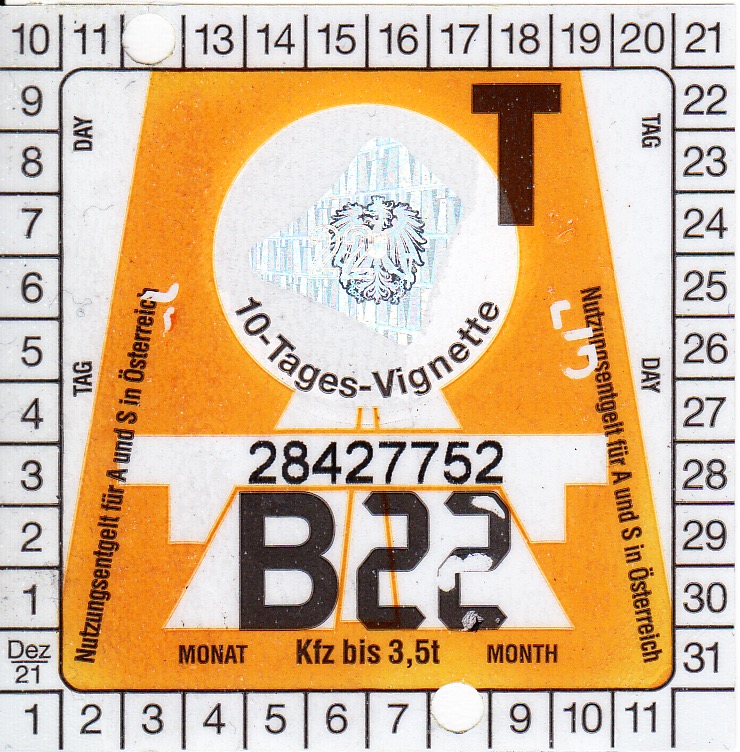 10 11 13 14 15 16 17 18 19 20 21
9 22
8 23
7 24
6 25
5 26
4 27
3 28
2 29
1 30
Dez 31
21
1 2 3 4 5 6 7 9 10 11
DAY
TAG
T
TAG
DAY
10-Tages-Vignette
Nutzungsentgelt für A und S in Österreich
Nutzungsentgelt für A und S in Österreich
28427752
B22
MONAT Kfz bis 3,5t MONTH